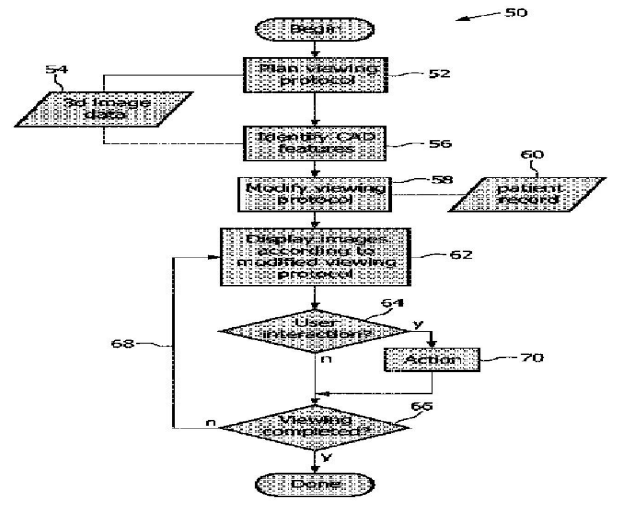 50
Begin
54
Plan viewing
protocol
52
3d image
data
Identify CAD
features
56
58
60
Modify viewing
protocol
patient
record
Display images
according to
modified viewing
protocol
62
64
User
interaction?
y
68
n
Action
70
66
n
Viewing
completed?
y
Done